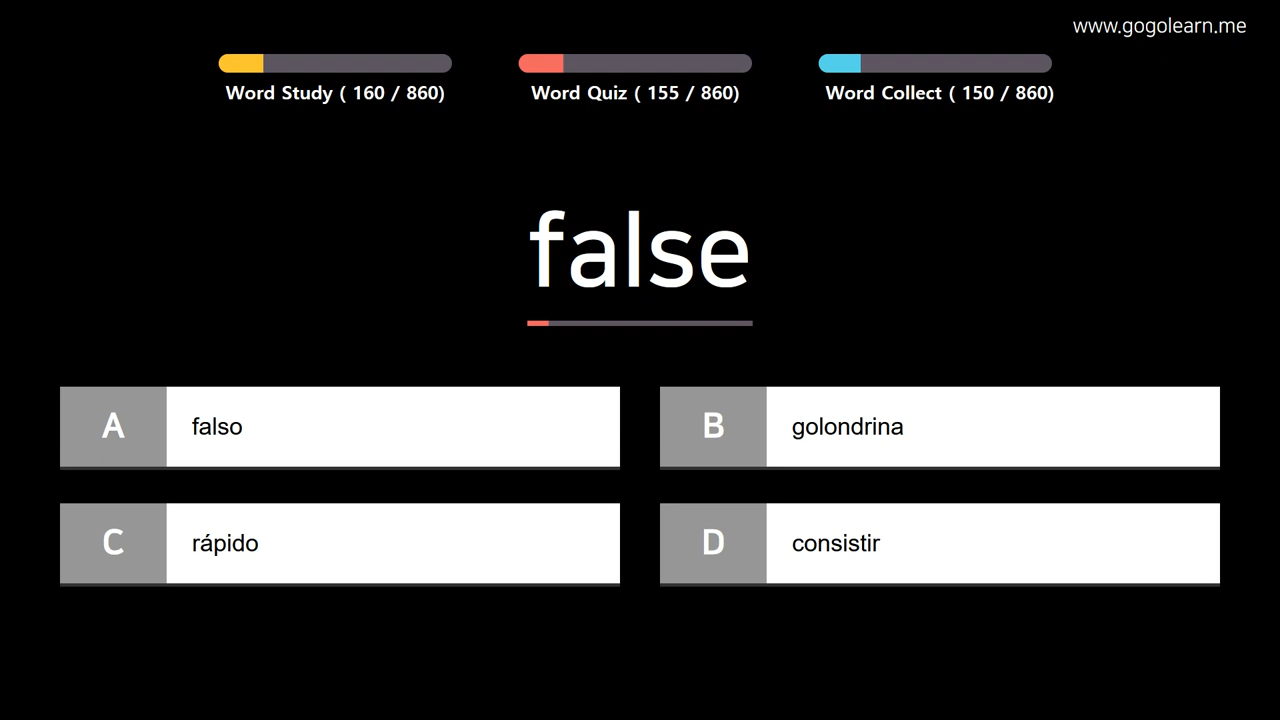 www.gogolearn.me
Word Study ( 160 / 860)
Word Quiz ( 155 / 860)
Word Collect ( 150 / 860)
false
A falso
B golondrina
C rápido
D consistir